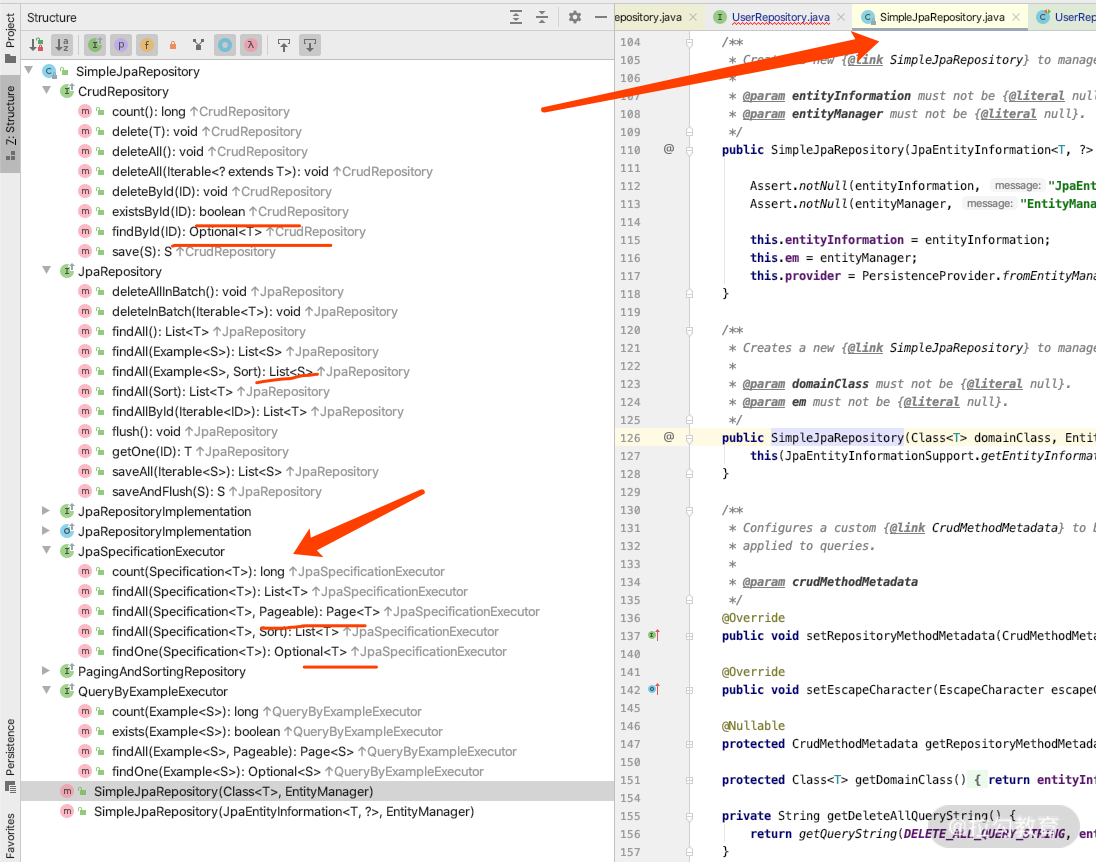 Structure
epository.java
UserRepository.java
SimpleJpaRepository.java
UserRep
Project
Z: Structure
Persistence
Favorites
SimpleJpaRepository
CrudRepository
count(): long ↑CrudRepository
delete(T): void ↑CrudRepository
deleteAll(): void ↑CrudRepository
deleteAll(Iterable<? extends T>): void ↑CrudRepository
deleteById(ID): void ↑CrudRepository
existsById(ID): boolean ↑CrudRepository
findById(ID): Optional<T> ↑CrudRepository
save(S): S ↑CrudRepository
JpaRepository
deleteAllInBatch(): void ↑JpaRepository
deleteInBatch(Iterable<T>): void ↑JpaRepository
findAll(): List<T> ↑JpaRepository
findAll(Example<S>): List<S> ↑JpaRepository
findAll(Example<S>, Sort): List<S> ↑JpaRepository
findAll(Sort): List<T> ↑JpaRepository
findAllById(Iterable<ID>): List<T> ↑JpaRepository
flush(): void ↑JpaRepository
getOne(ID): T ↑JpaRepository
saveAll(Iterable<S>): List<S> ↑JpaRepository
saveAndFlush(S): S ↑JpaRepository
JpaRepositoryImplementation
JpaRepositoryImplementation
JpaSpecificationExecutor
count(Specification<T>): long ↑JpaSpecificationExecutor
findAll(Specification<T>): List<T> ↑JpaSpecificationExecutor
findAll(Specification<T>, Pageable): Page<T> ↑JpaSpecificationExecutor
findAll(Specification<T>, Sort): List<T> ↑JpaSpecificationExecutor
findOne(Specification<T>): Optional<T> ↑JpaSpecificationExecutor
PagingAndSortingRepository
QueryByExampleExecutor
count(Example<S>): long ↑QueryByExampleExecutor
exists(Example<S>): boolean ↑QueryByExampleExecutor
findAll(Example<S>, Pageable): Page<S> ↑QueryByExampleExecutor
findOne(Example<S>): Optional<S> ↑QueryByExampleExecutor
SimpleJpaRepository(Class<T>, EntityManager)
SimpleJpaRepository(JpaEntityInformation<T, ?>, EntityManager)
104 /**
105 * Creates a new {@link SimpleJpaRepository} to manage
106 *
107 * @param entityInformation must not be {@literal null
108 * @param entityManager must not be {@literal null}.
109 */
110 @ public SimpleJpaRepository(JpaEntityInformation<T, ?>
111
112 Assert.notNull(entityInformation, message: "JpaEnt
113 Assert.notNull(entityManager, message: "EntityMana
114
115 this.entityInformation = entityInformation;
116 this.em = entityManager;
117 this.provider = PersistenceProvider.fromEntityMana
118 }
119
120 /**
121 * Creates a new {@link SimpleJpaRepository} to manage
122 *
123 * @param domainClass must not be {@literal null}.
124 * @param em must not be {@literal null}.
125 */
126 @ public SimpleJpaRepository(Class<T> domainClass, Entit
127 this(JpaEntityInformationSupport.getEntityInformat
128 }
129
130 /**
131 * Configures a custom {@link CrudMethodMetadata} to b
132 * applied to queries.
133 *
134 * @param crudMethodMetadata
135 */
136 @Override
137 public void setRepositoryMethodMetadata(CrudMethodMeta
140
141 @Override
142 public void setEscapeCharacter(EscapeCharacter escapeC
145
146 @Nullable
147 protected CrudMethodMetadata getRepositoryMethodMetada
150
151 protected Class<T> getDomainClass() { return entityInf
154
155 private String getDeleteAllQueryString() {
156 return getQueryString(DELETE_ALL_QUERY_STRING, ent
157 }
@拉勾教育